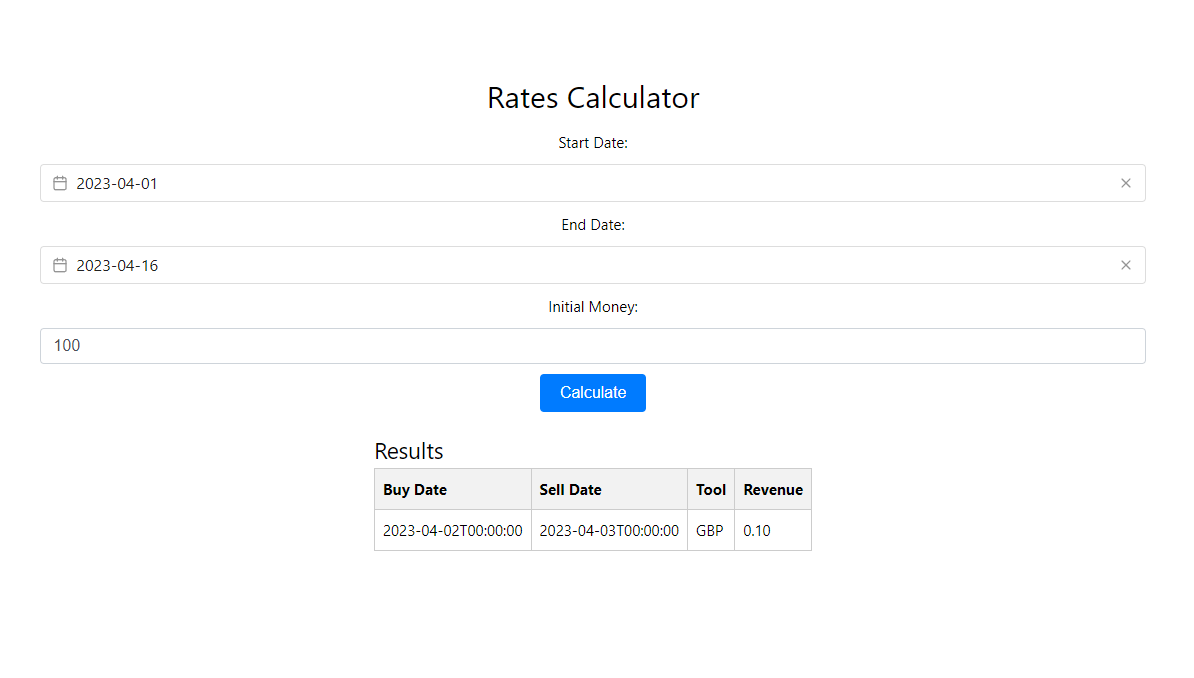 Rates Calculator
Start Date:
2023-04-01
End Date:
2023-04-16
Initial Money:
100
Calculate
Results
Buy Date Sell Date Tool Revenue
2023-04-02T00:00:00 2023-04-03T00:00:00 GBP 0.10